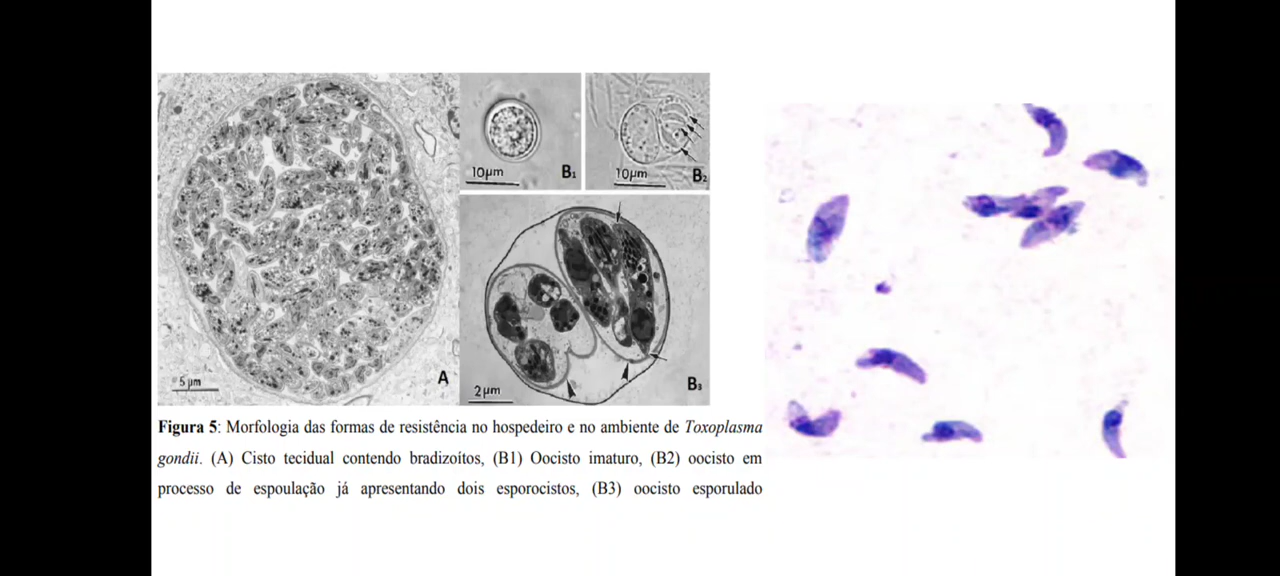 10µm B₁
10µm B₂
5 µm A
2µm B₃
Figura 5: Morfologia das formas de resistência no hospedeiro e no ambiente de Toxoplasma
gondii. (A) Cisto tecidual contendo bradizoitos, (B1) Oocisto imaturo, (B2) oocisto em
processo de espoulação já apresentando dois esporocistos, (B3) oocisto esporulado